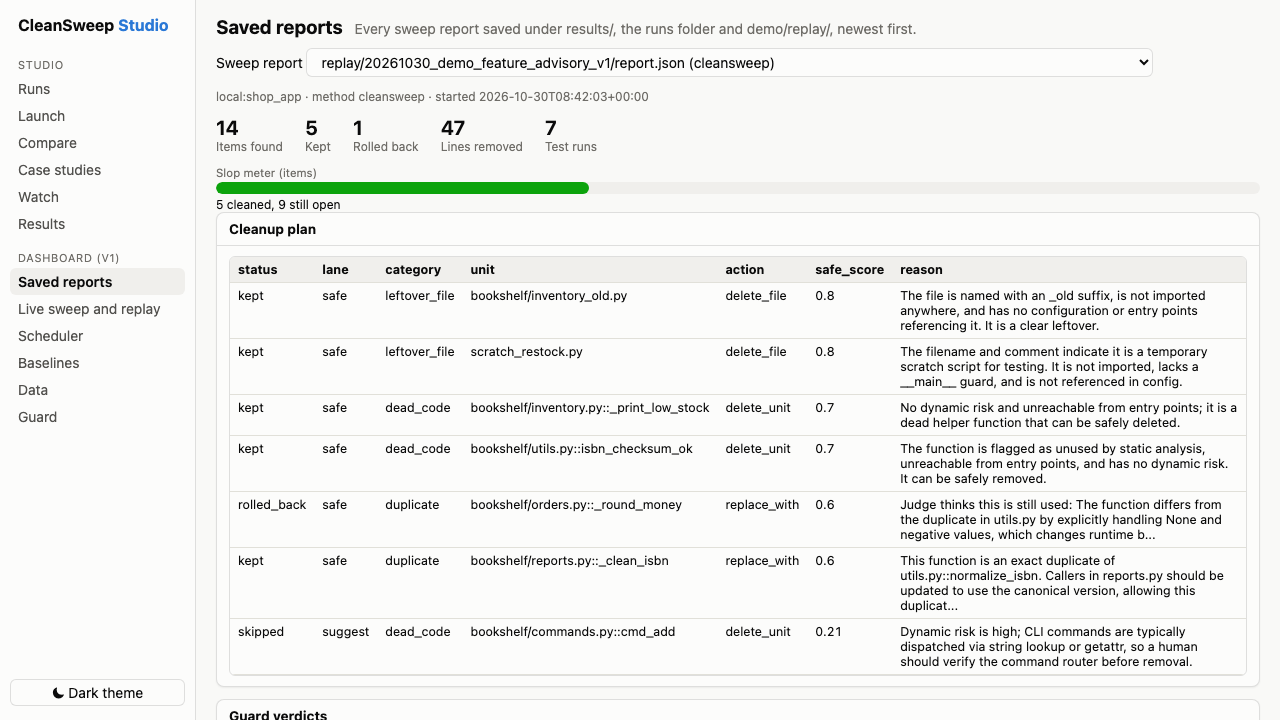 CleanSweep Studio
STUDIO
Runs
Launch
Compare
Case studies
Watch
Results
DASHBOARD (V1)
Saved reports
Live sweep and replay
Scheduler
Baselines
Data
Guard
Dark theme
Saved reports Every sweep report saved under results/, the runs folder and demo/replay/, newest first.
Sweep report replay/20261030_demo_feature_advisory_v1/report.json (cleansweep)
local:shop_app · method cleansweep · started 2026-10-30T08:42:03+00:00
14 5 1 47 7
Items found Kept Rolled back Lines removed Test runs
Slop meter (items)
5 cleaned, 9 still open
Cleanup plan
status lane category unit action safe_score reason
kept safe leftover_file bookshelf/inventory_old.py delete_file 0.8 The file is named with an _old suffix, is not imported
anywhere, and has no configuration or entry points
referencing it. It is a clear leftover.
kept safe leftover_file scratch_restock.py delete_file 0.8 The filename and comment indicate it is a temporary
scratch script for testing. It is not imported, lacks a
__main__ guard, and is not referenced in config.
kept safe dead_code bookshelf/inventory.py::_print_low_stock delete_unit 0.7 No dynamic risk and unreachable from entry points; it is a
dead helper function that can be safely deleted.
kept safe dead_code bookshelf/utils.py::isbn_checksum_ok delete_unit 0.7 The function is flagged as unused by static analysis,
unreachable from entry points, and has no dynamic risk.
It can be safely removed.
rolled_back safe duplicate bookshelf/orders.py::_round_money replace_with 0.6 Judge thinks this is still used: The function differs from
the duplicate in utils.py by explicitly handling None and
negative values, which changes runtime b...
kept safe duplicate bookshelf/reports.py::_clean_isbn replace_with 0.6 This function is an exact duplicate of
utils.py::normalize_isbn. Callers in reports.py should be
updated to use the canonical version, allowing this
duplicat...
skipped suggest dead_code bookshelf/commands.py::cmd_add delete_unit 0.21 Dynamic risk is high; CLI commands are typically
dispatched via string lookup or getattr, so a human
should verify the command router before removal.
Guard verdicts